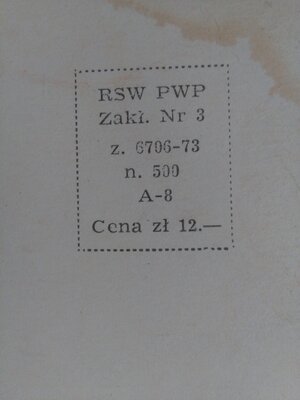 RSW PWP
Zakł. Nr 3
z. 6706-73
n. 500
A-8
Cena zł 12.—